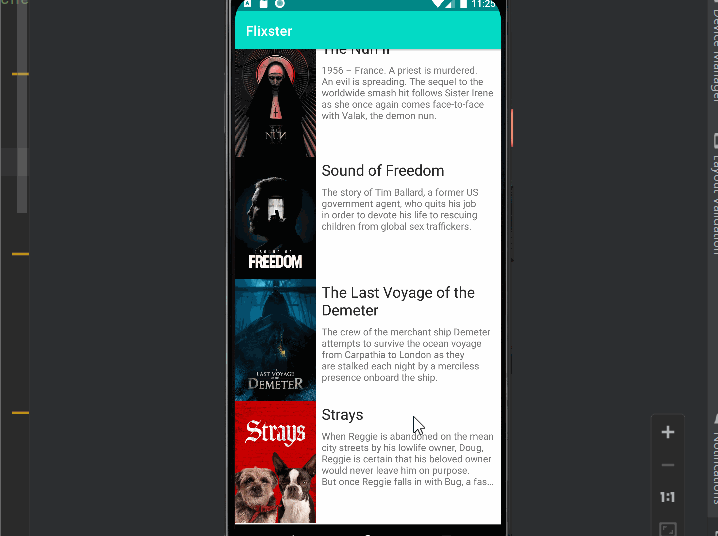 11:25
Flixster
The Nun II
1956 – France. A priest is murdered.
An evil is spreading. The sequel to the
worldwide smash hit follows Sister Irene
as she once again comes face-to-face
with Valak, the demon nun.
NUN
Sound of Freedom
The story of Tim Ballard, a former US
government agent, who quits his job
in order to devote his life to rescuing
children from global sex traffickers.
FREEDOM
The Last Voyage of the
Demeter
The crew of the merchant ship Demeter
attempts to survive the ocean voyage
from Carpathia to London as they
are stalked each night by a merciless
presence onboard the ship.
LAST VOYAGE
DEMETER
Strays
Strays
When Reggie is abandoned on the mean
city streets by his lowlife owner, Doug,
Reggie is certain that his beloved owner
would never leave him on purpose.
But once Reggie falls in with Bug, a fas...
Device Manager
Layout Validation
Notifications
1:1